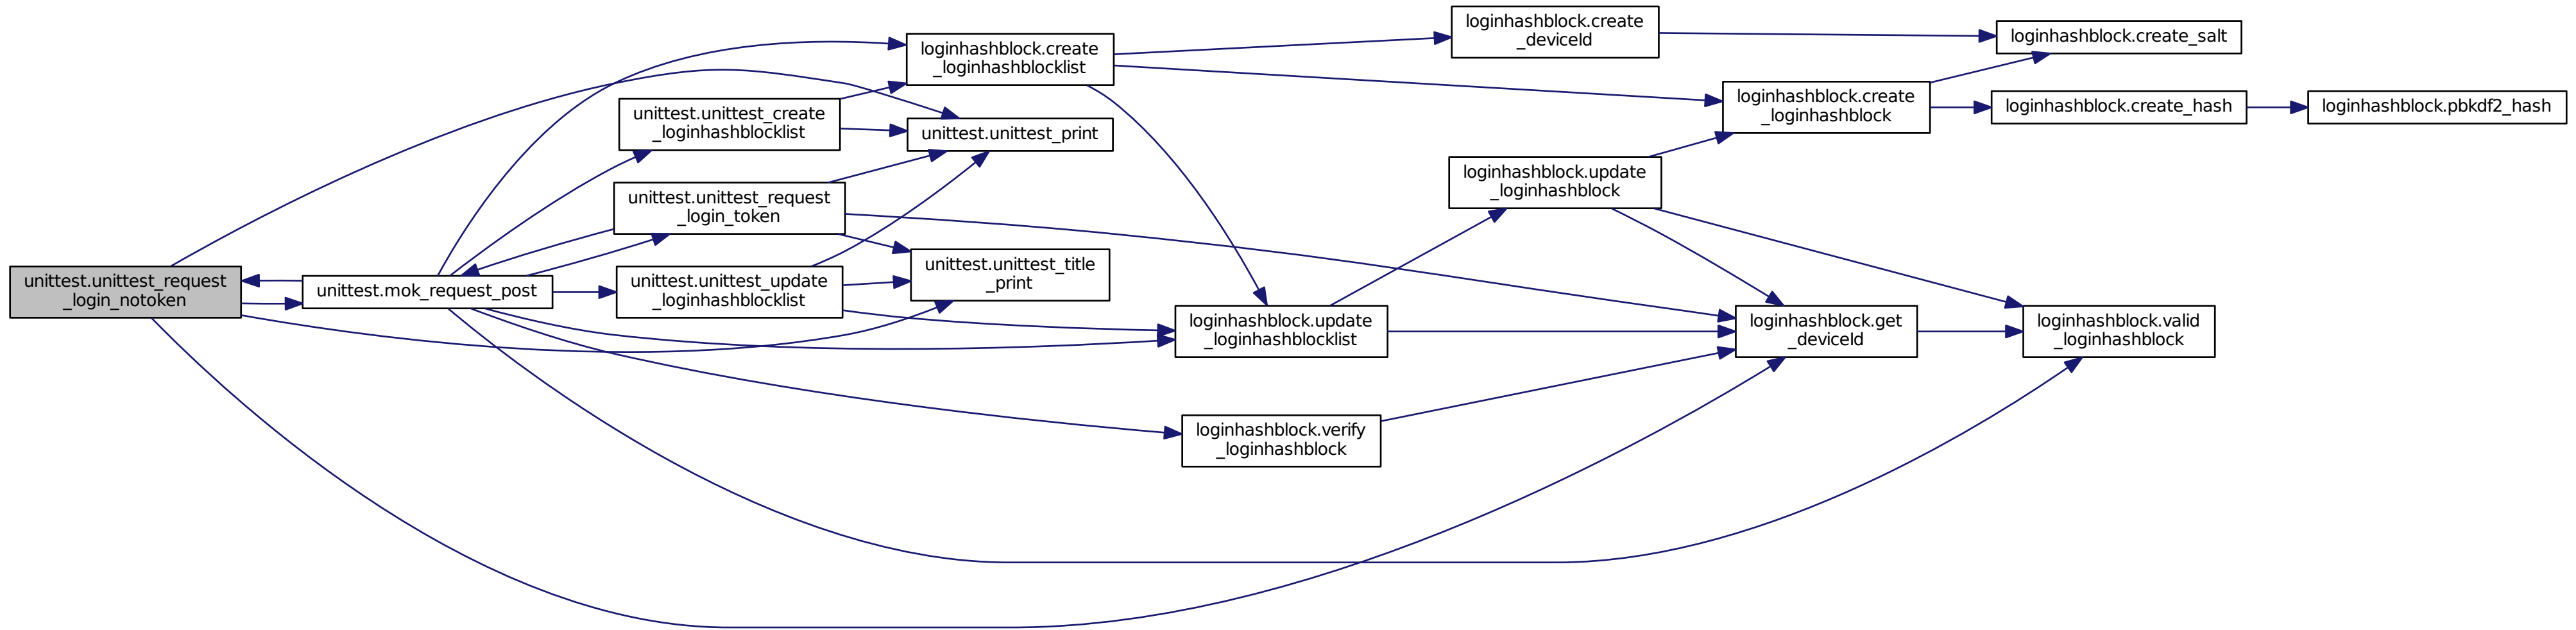 unittest.unittest_request
_login_notoken
unittest.mok_request_post
unittest.unittest_create
_loginhashblocklist
unittest.unittest_request
_login_token
unittest.unittest_update
_loginhashblocklist
loginhashblock.create
_loginhashblocklist
unittest.unittest_print
unittest.unittest_title
_print
loginhashblock.update
_loginhashblocklist
loginhashblock.verify
_loginhashblock
loginhashblock.create
_deviceId
loginhashblock.update
_loginhashblock
loginhashblock.create
_loginhashblock
loginhashblock.get
_deviceId
loginhashblock.create_salt
loginhashblock.create_hash
loginhashblock.valid
_loginhashblock
loginhashblock.pbkdf2_hash